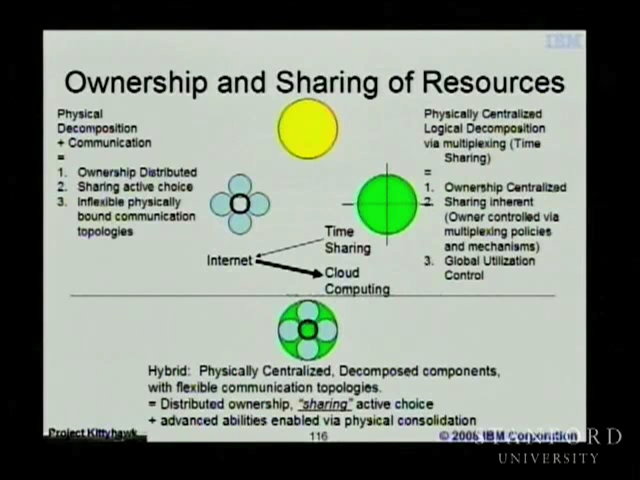 IBM
Ownership and Sharing of Resources
Physical
Decomposition
+ Communication
=
1. Ownership Distributed
2. Sharing active choice
3. Inflexible physically
bound communication
topologies
Physically Centralized
Logical Decomposition
via multiplexing (Time
Sharing)
=
1. Ownership Centralized
2. Sharing inherent
(Owner controlled via
multiplexing policies
and mechanisms)
3. Global Utilization
Control
Time
Sharing
Internet
Cloud
Computing
Hybrid: Physically Centralized, Decomposed components,
with flexible communication topologies.
= Distributed ownership, "sharing" active choice
+ advanced abilities enabled via physical consolidation
Project Kittyhawk
116
© 2008 IBM Corporation
STANFORD
UNIVERSITY